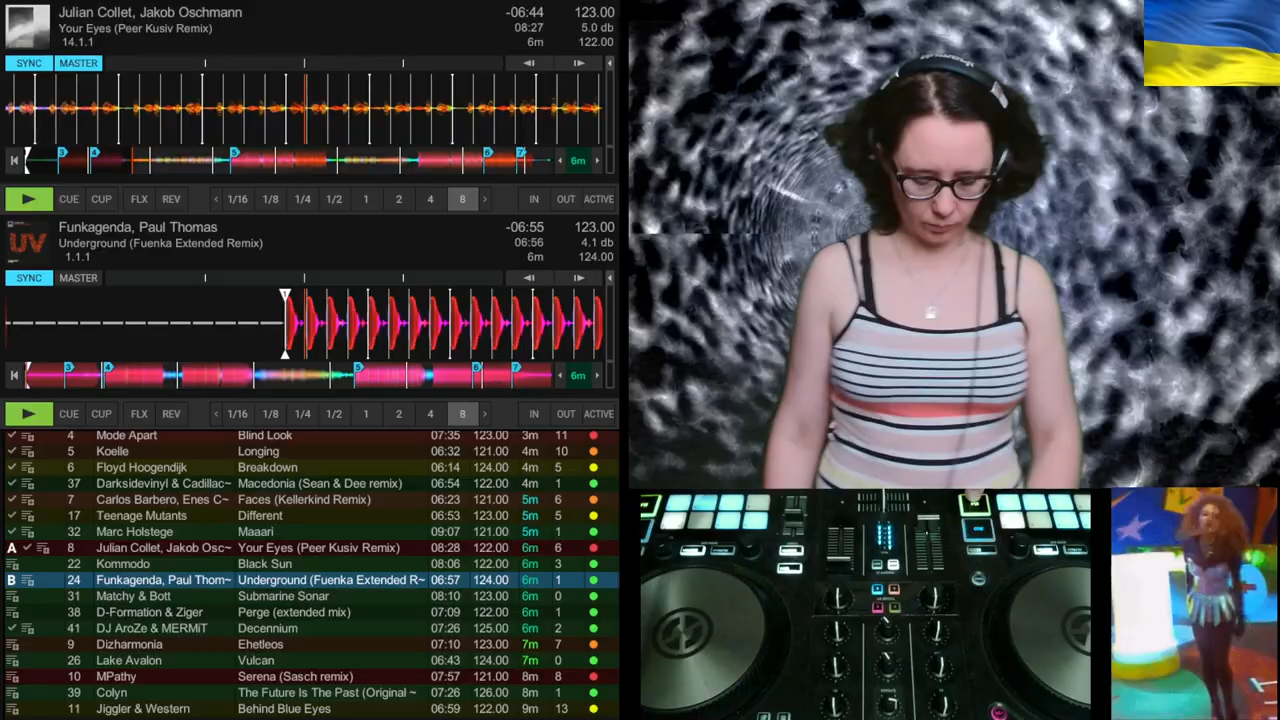 Julian Collet, Jakob Oschmann -06:44 123.00
Your Eyes (Peer Kusiv Remix) 08:27 5.0 db
14.1.1 6m 122.00
SYNC MASTER
3 4 5 6 7 6m
CUE CUP FLX REV 1/16 1/8 1/4 1/2 1 2 4 8 IN OUT ACTIVE
Funkagenda, Paul Thomas -06:55 123.00
UV Underground (Fuenka Extended Remix) 06:56 4.1 db
1.1.1 6m 124.00
SYNC MASTER
1
3 4 5 6 7 6m
CUE CUP FLX REV 1/16 1/8 1/4 1/2 1 2 4 8 IN OUT ACTIVE
4 Mode Apart Blind Look 07:35 123.00 3m 11
5 Koelle Longing 06:32 121.00 4m 10
6 Floyd Hoogendijk Breakdown 06:14 124.00 4m 5
37 Darksidevinyl & Cadillac~ Macedonia (Sean & Dee remix) 06:54 122.00 4m 1
7 Carlos Barbero, Enes C~ Faces (Kellerkind Remix) 06:23 121.00 5m 6
17 Teenage Mutants Different 06:53 123.00 5m 5
32 Marc Holstege Maaari 09:07 121.00 5m 1
A 8 Julian Collet, Jakob Osc~ Your Eyes (Peer Kusiv Remix) 08:28 122.00 6m 6
22 Kommodo Black Sun 08:06 122.00 6m 3
B 24 Funkagenda, Paul Thom~ Underground (Fuenka Extended R~ 06:57 124.00 6m 1
31 Matchy & Bott Submarine Sonar 08:10 123.00 6m 0
38 D-Formation & Ziger Perge (extended mix) 07:09 122.00 6m 1
41 DJ AroZe & MERMiT Decennium 07:26 125.00 6m 2
9 Dizharmonia Ehetleos 07:10 123.00 7m 7
26 Lake Avalon Vulcan 06:43 124.00 7m 0
10 MPathy Serena (Sasch remix) 07:57 121.00 8m 8
39 Colyn The Future Is The Past (Original ~ 07:26 126.00 8m 1
11 Jiggler & Western Behind Blue Eyes 06:59 122.00 9m 13